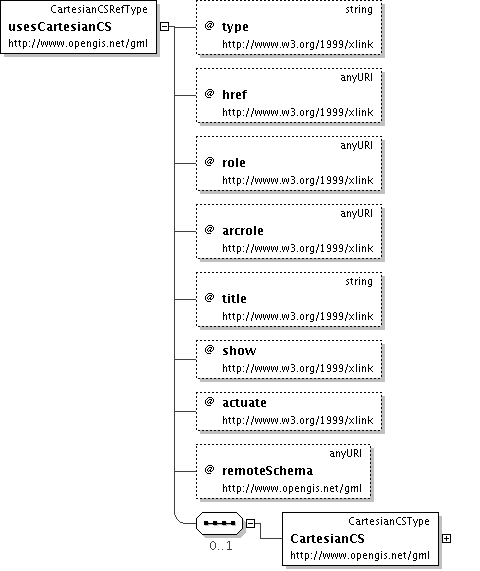 CartesianCSRefType
usesCartesianCS
http://www.opengis.net/gml
string
@ type
http://www.w3.org/1999/xlink
anyURI
@ href
http://www.w3.org/1999/xlink
anyURI
@ role
http://www.w3.org/1999/xlink
anyURI
@ arcrole
http://www.w3.org/1999/xlink
string
@ title
http://www.w3.org/1999/xlink
@ show
http://www.w3.org/1999/xlink
@ actuate
http://www.w3.org/1999/xlink
anyURI
@ remoteSchema
http://www.opengis.net/gml
0..1
CartesianCSType
CartesianCS
http://www.opengis.net/gml